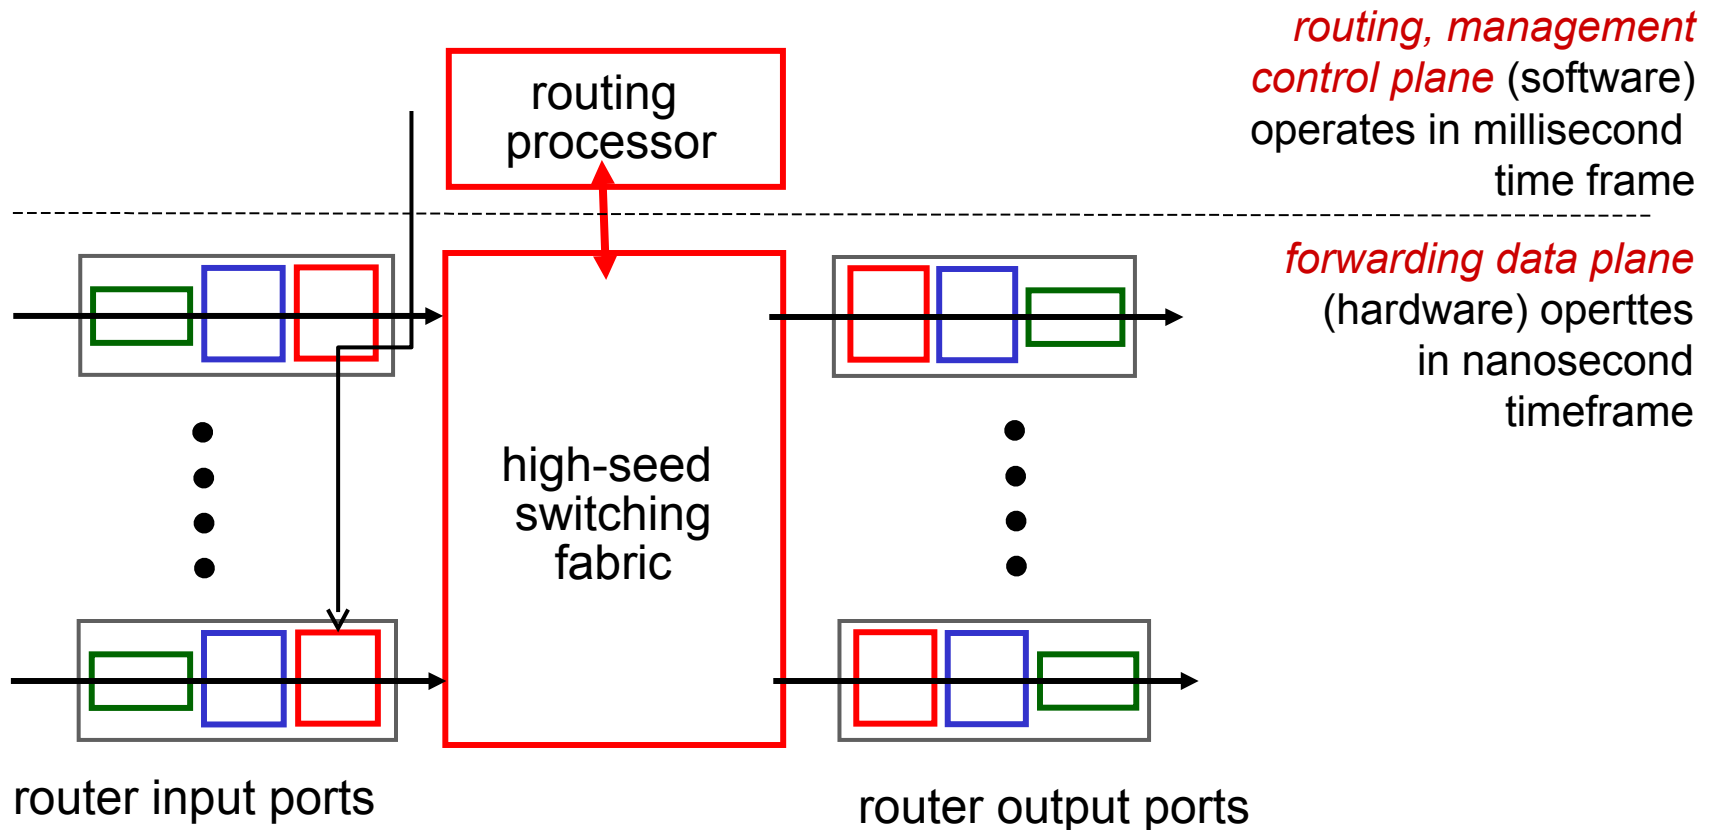 routing
processor
routing, management
control plane (software)
operates in millisecond
time frame
forwarding data plane
(hardware) operttes
in nanosecond
timeframe
high-seed
switching
fabric
router input ports
router output ports